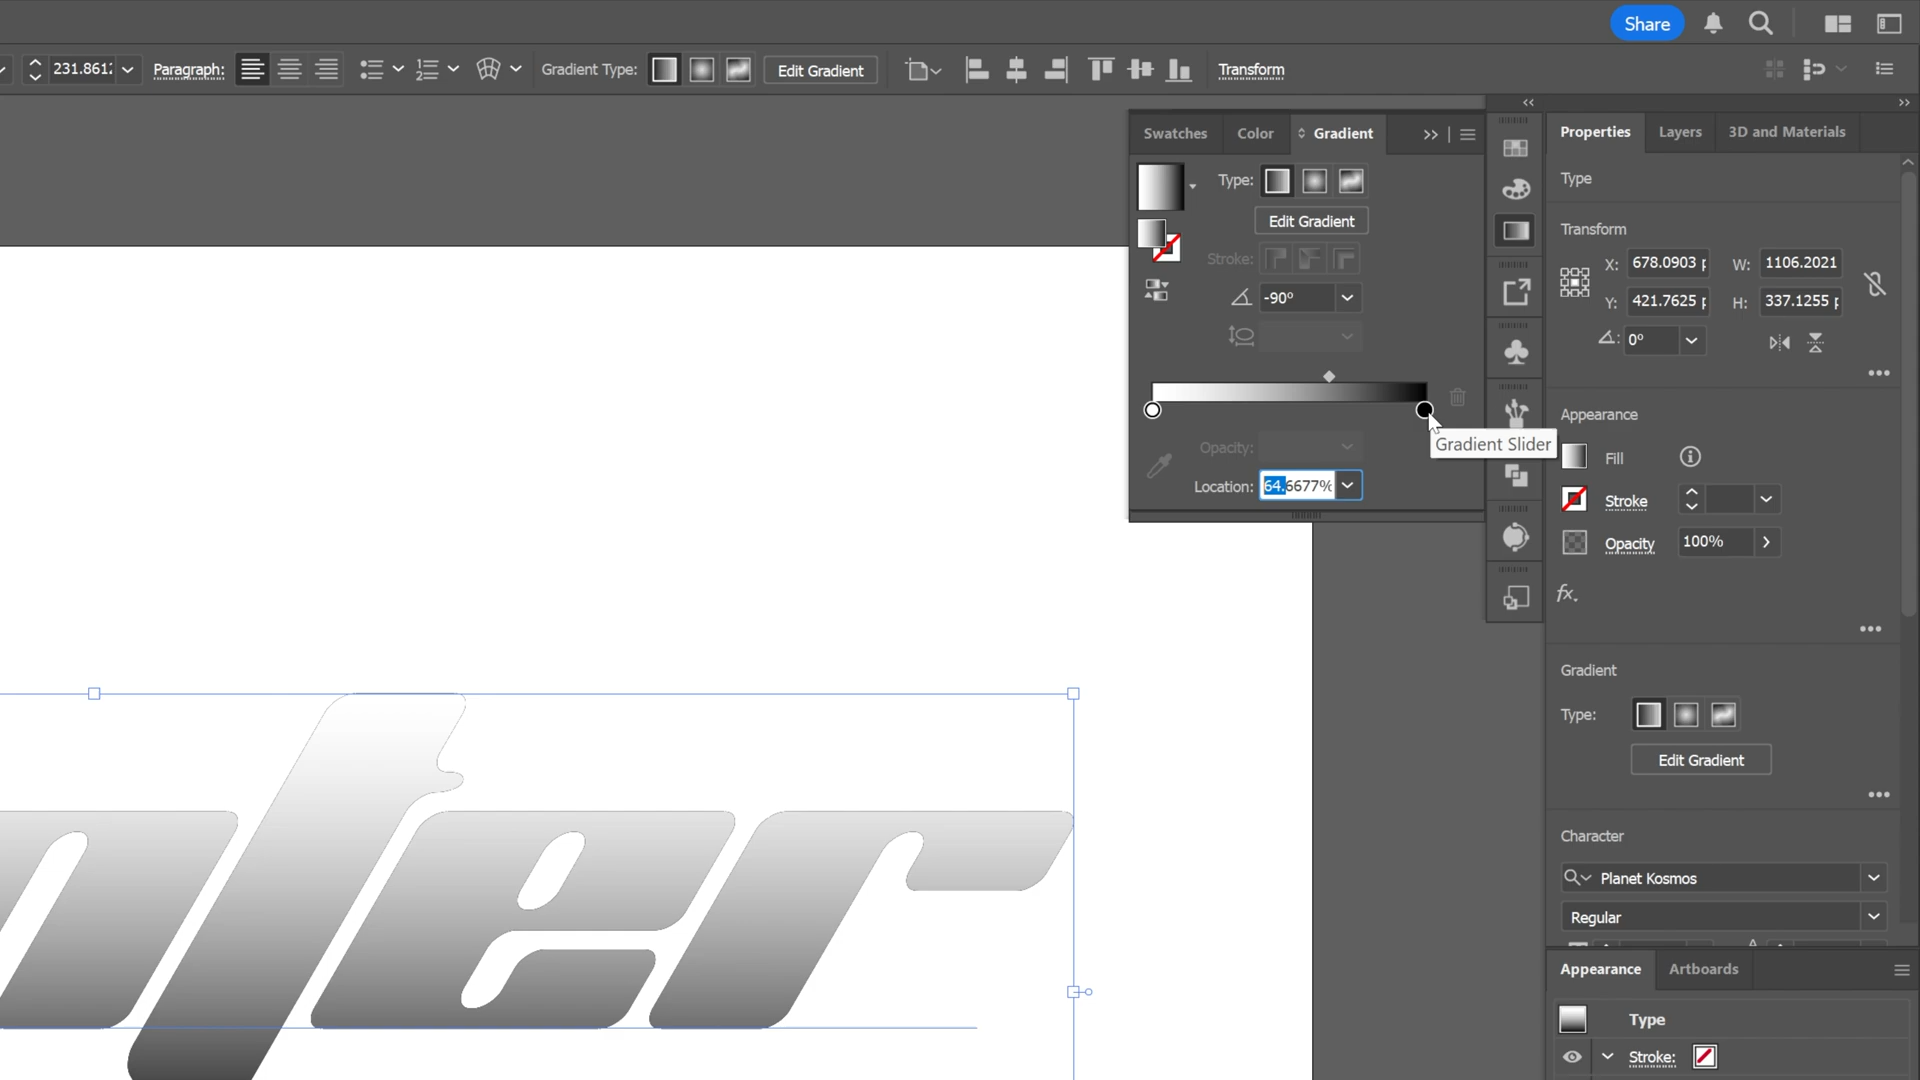 Share
231.861:
Paragraph:
Gradient Type:
Edit Gradient
Transform
Swatches
Color
Gradient
Type:
Edit Gradient
Stroke:
-90°
Opacity:
Location:
64.6677%
Gradient Slider
Properties
Layers
3D and Materials
Type
Transform
X:
678.0903 p
W:
1106.2021
Y:
421.7625 p
H:
337.1255 p
0°
Appearance
Fill
Stroke
Opacity
100%
fx.
Gradient
Type:
Edit Gradient
Character
Planet Kosmos
Regular
Appearance
Artboards
Type
Stroke:
ter